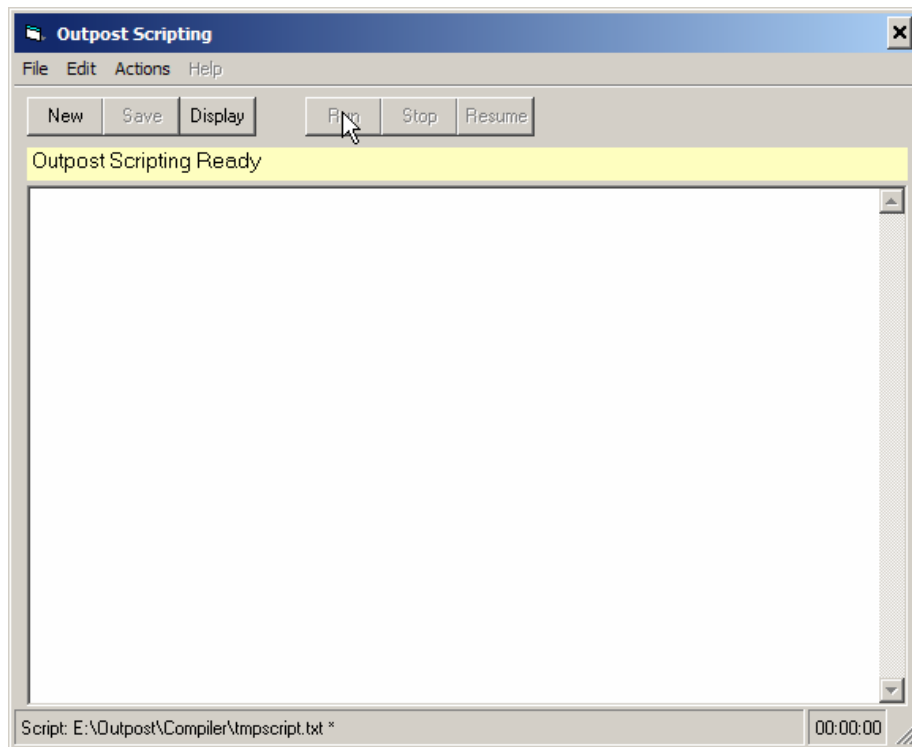 Outpost Scripting
File Edit Actions Help
New Save Display Run Stop Resume
Outpost Scripting Ready
Script: E:\Outpost\Compiler\tmpscript.txt * 00:00:00